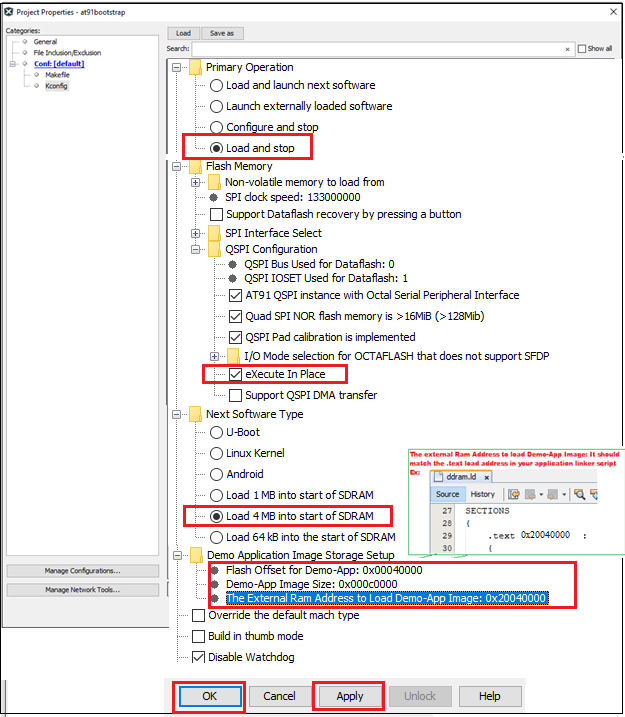 Project Properties - at91bootstrap
Categories:
General
File Inclusion/Exclusion
Conf: [default]
Makefile
Kconfig
Manage Configurations...
Manage Network Tools...
Load
Save as
Search:
Show all
Primary Operation
Load and launch next software
Launch externally loaded software
Configure and stop
Load and stop
Flash Memory
Non-volatile memory to load from
SPI clock speed: 133000000
Support Dataflash recovery by pressing a button
SPI Interface Select
QSPI Configuration
QSPI Bus Used for Dataflash: 0
QSPI IOSET Used for Dataflash: 1
AT91 QSPI instance with Octal Serial Peripheral Interface
Quad SPI NOR flash memory is >16MiB (>128Mib)
QSPI Pad calibration is implemented
I/O Mode selection for OCTAFLASH that does not support SFDP
eXecute In Place
Support QSPI DMA transfer
Next Software Type
U-Boot
Linux Kernel
Android
Load 1 MB into start of SDRAM
Load 4 MB into start of SDRAM
Load 64 kB into the start of SDRAM
The external Ram Address to load Demo-App Image: It should
match the .text load address in your application linker script
Ex:
ddram.ld
Source
History
27 SECTIONS
28 {
29 .text 0x20040000 :
30 {
Demo Application Image Storage Setup
Flash Offset for Demo-App: 0x00040000
Demo-App Image Size: 0x000c0000
The External Ram Address to Load Demo-App Image: 0x20040000
Override the default mach type
Build in thumb mode
Disable Watchdog
OK
Cancel
Apply
Unlock
Help